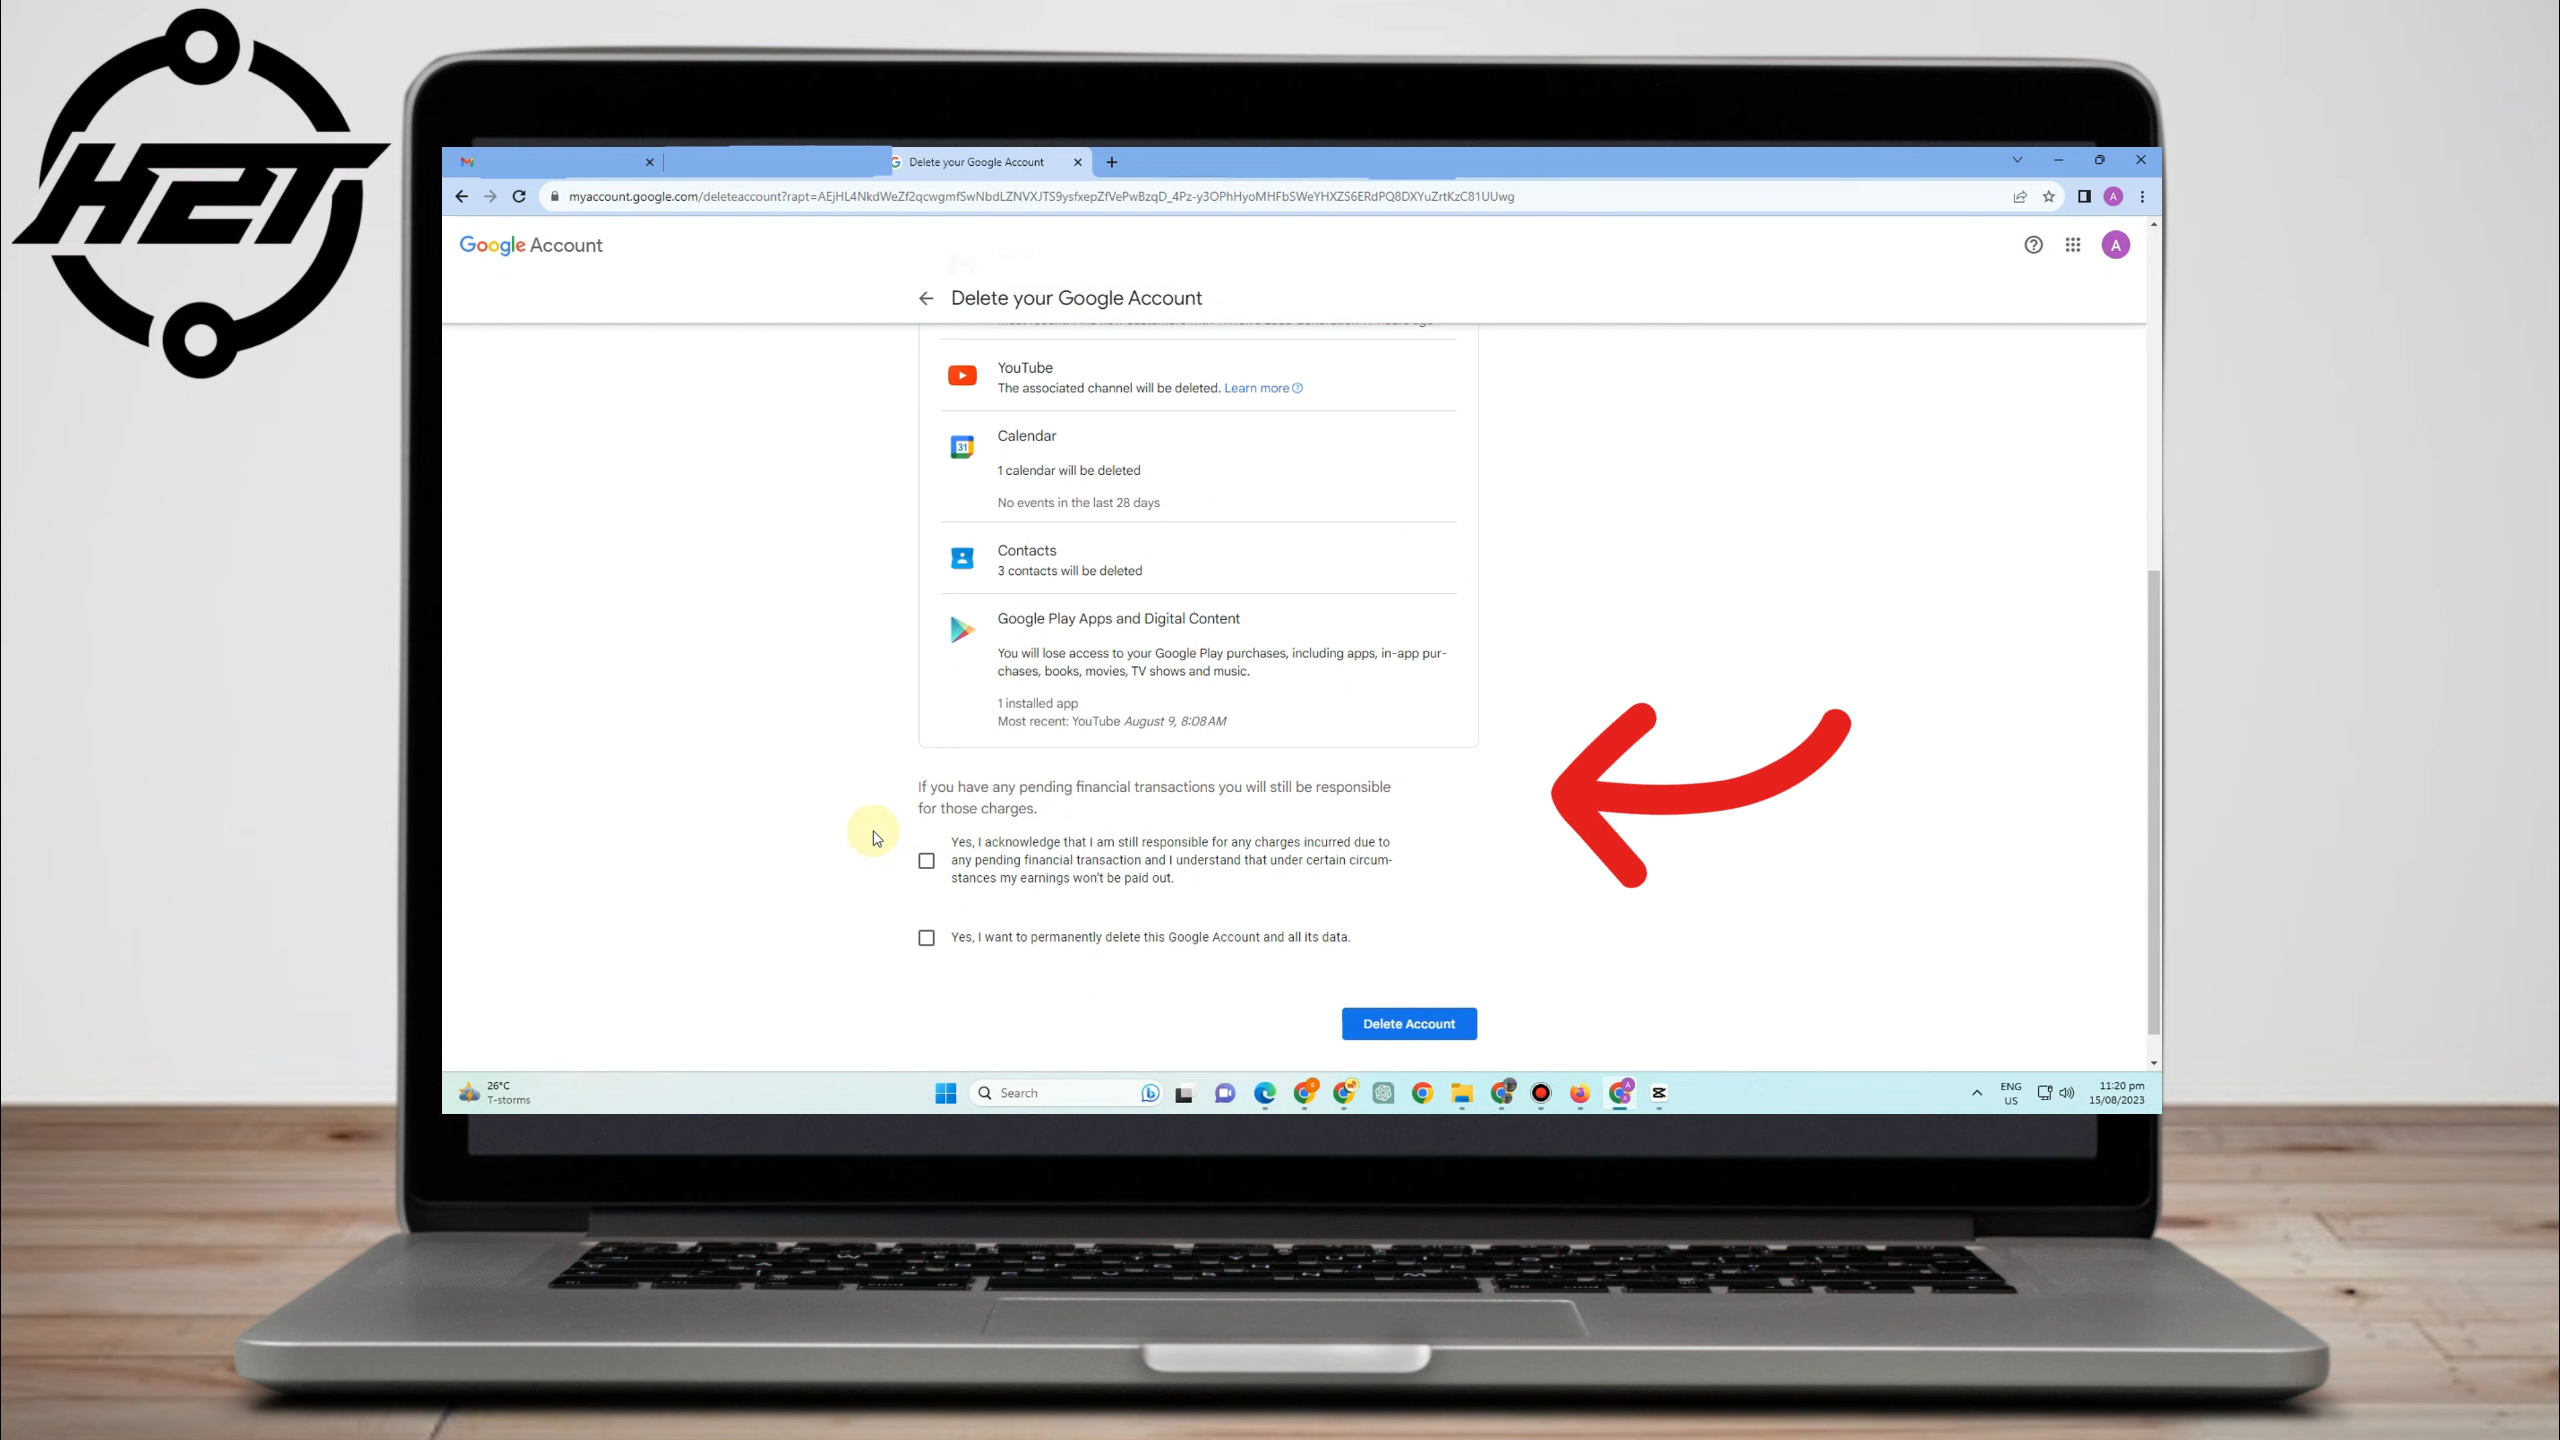 H2T
Delete your Google Account
myaccount.google.com/deleteaccount?rapt=AEjHL4NkdWeZf2qcwgmfSwNbdLZNVXJTS9ysfxepZfVePwBzqD_4Pz-y3OPhHyoMHFbSWeYHXZS6ERdPQ8DXYuZrtKzC81UUwg
A
Google Account
A
Delete your Google Account
YouTube
The associated channel will be deleted. Learn more
31
Calendar
1 calendar will be deleted
No events in the last 28 days
Contacts
3 contacts will be deleted
Google Play Apps and Digital Content
You will lose access to your Google Play purchases, including apps, in-app pur-
chases, books, movies, TV shows and music.
1 installed app
Most recent: YouTube August 9, 8:08 AM
If you have any pending financial transactions you will still be responsible
for those charges.
Yes, I acknowledge that I am still responsible for any charges incurred due to
any pending financial transaction and I understand that under certain circum-
stances my earnings won't be paid out.
Yes, I want to permanently delete this Google Account and all its data.
Delete Account
26°C
T-storms
Search
ENG
US
11:20 pm
15/08/2023